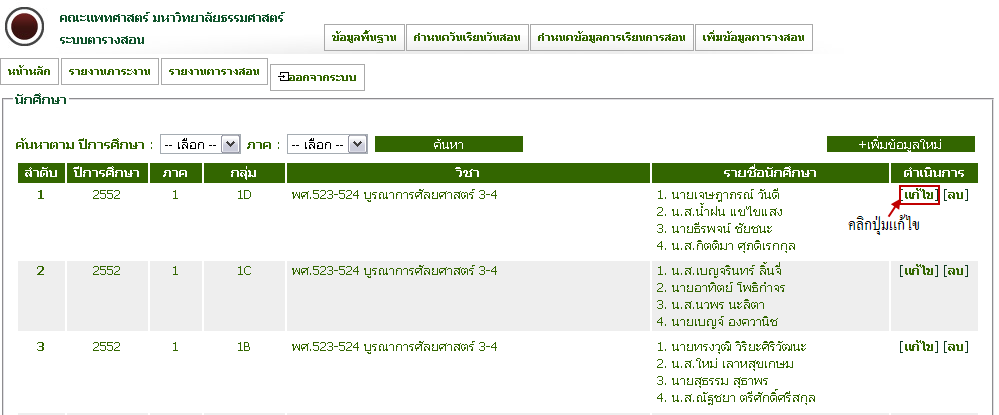 คณะแพทศาสตร์ มหาวิทยาลัยธรรมศาสตร์
ระบบตารางสอน
ข้อมูลพื้นฐาน กำหนดวันเรียนวันสอน กำหนดข้อมูลการเรียนการสอน เพิ่มข้อมูลตารางสอน
หน้าหลัก รายงานภาระงาน รายงานตารางสอน ออกจากระบบ
นักศึกษา
ค้นหาตาม ปีการศึกษา : -- เลือก -- ภาค : -- เลือก -- ค้นหา +เพิ่มข้อมูลใหม่
ลำดับ ปีการศึกษา ภาค กลุ่ม วิชา รายชื่อนักศึกษา ดำเนินการ
1 2552 1 1D พศ.523-524 บูรณาการศัลยศาสตร์ 3-4 1. นายเจษฎาภรณ์ วันดี [แก้ไข] [ลบ]
2. น.ส.น้ำฝน แขไขแสง
คลิกปุ่มแก้ไข
3. นายธีรพจน์ ชัยชนะ
4. น.ส.กิตติมา ศุภดิเรกกุล
2 2552 1 1C พศ.523-524 บูรณาการศัลยศาสตร์ 3-4 1. น.ส.เบญจรินทร์ ลิ้นจี่ [แก้ไข] [ลบ]
2. นายอาทิตย์ โพธิกำจร
3. น.ส.นวพร นะลิตา
4. นายเบญจ์ องควานิช
3 2552 1 1B พศ.523-524 บูรณาการศัลยศาสตร์ 3-4 1. นายทรงวุฒิ วิริยะศิริวัฒนะ [แก้ไข] [ลบ]
2. น.ส.ใหม่ เลาหสุขเกษม
3. นายสุธรรม สุธาพร
4. น.ส.ณัฐชยา ตรีศักดิ์ศรีสกุล